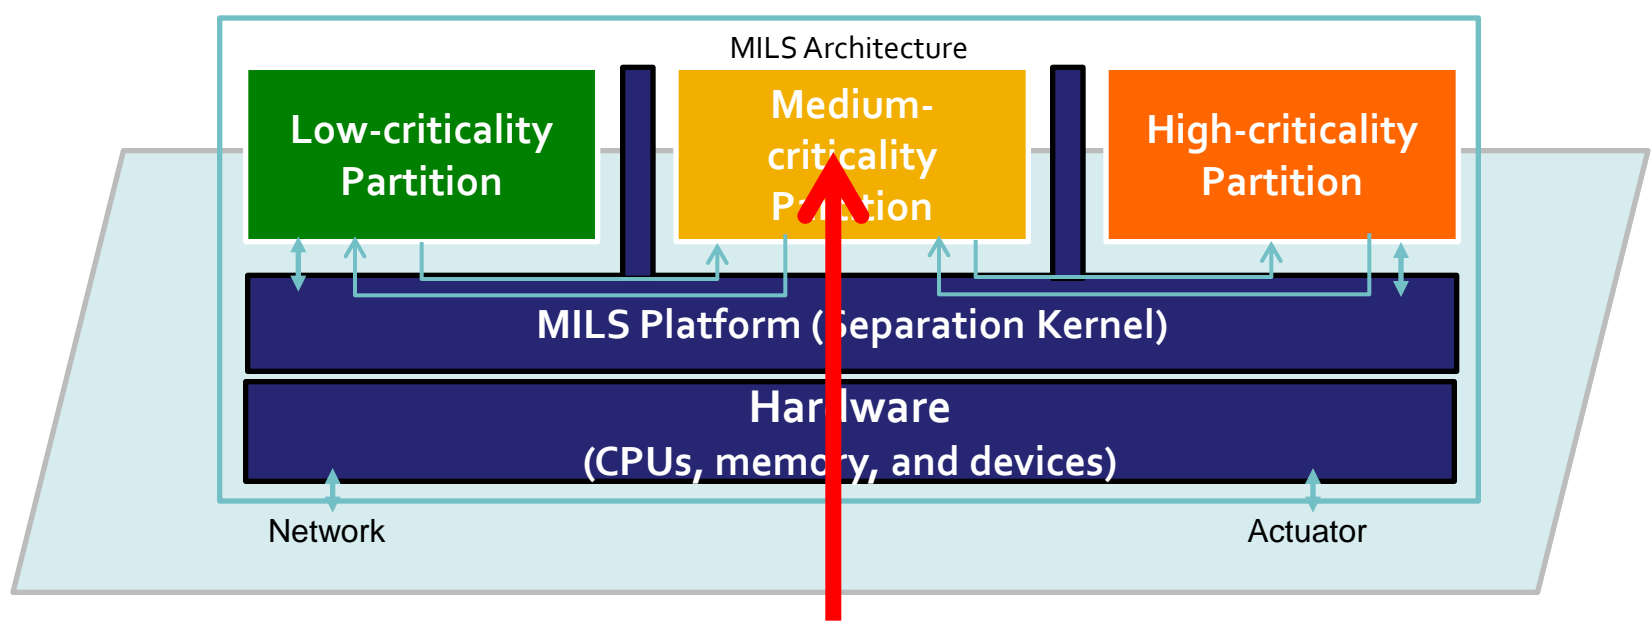 MILS Architecture
Low-criticality
Partition
Medium-
criticality
Partition
High-criticality
Partition
MILS Platform (Separation Kernel)
Hardware
(CPUs, memory, and devices)
Network
Actuator